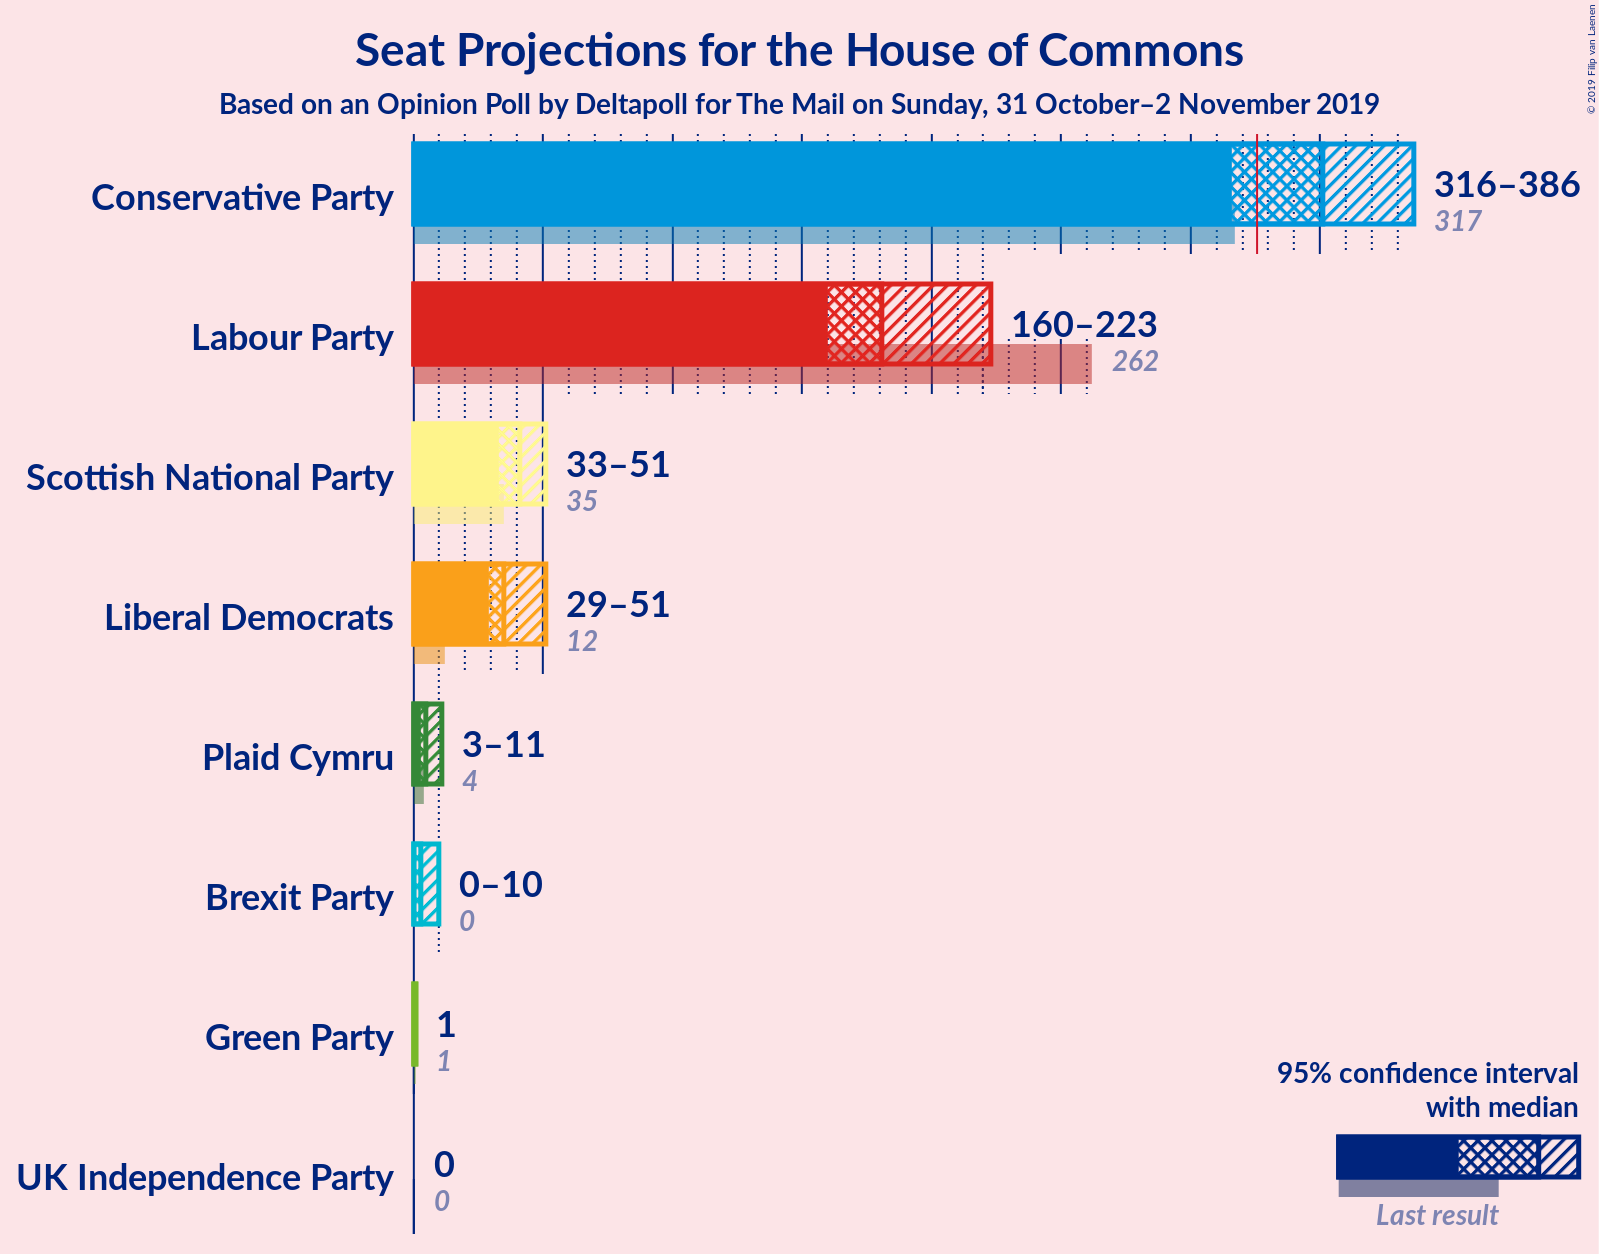 Seat Projections for the House of Commons
Based on an Opinion Poll by Deltapoll for The Mail on Sunday, 31 October–2 November 2019
© 2019 Filip van Laenen
Conservative Party
316–386
317
Labour Party
160–223
262
Scottish National Party
33–51
35
Liberal Democrats
29–51
12
Plaid Cymru
3–11
4
Brexit Party
0–10
0
Green Party
1
1
UK Independence Party
0
0
95% confidence interval
with median
Last result